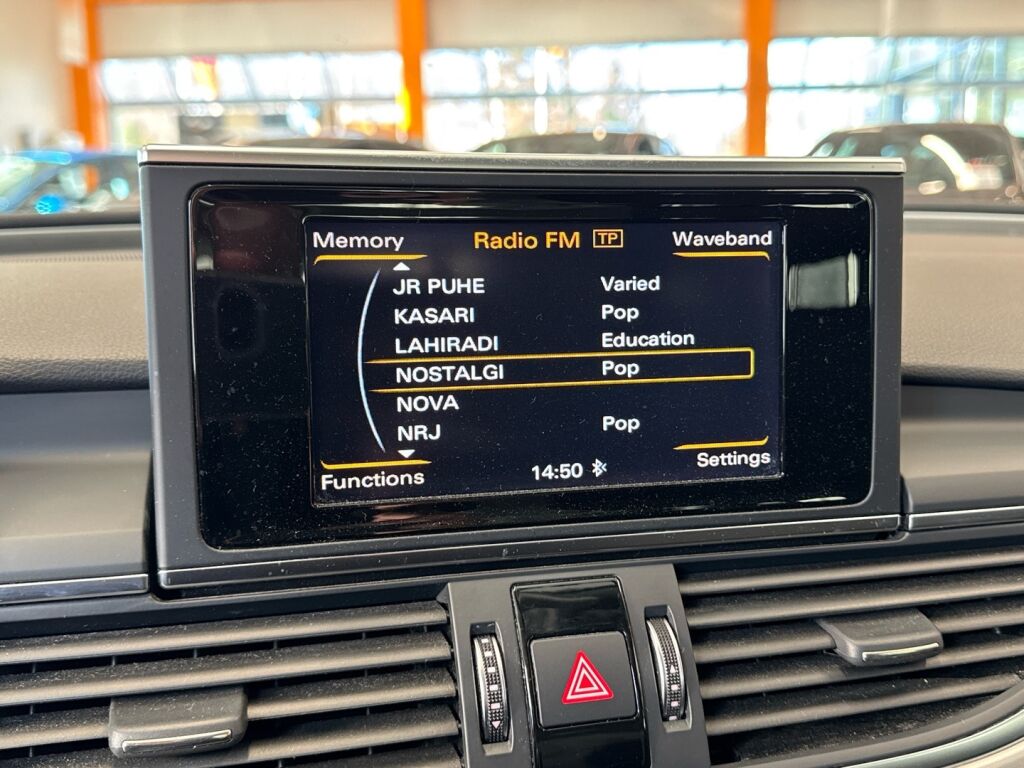 Memory Radio FM TP Waveband
JR PUHE Varied
KASARI Pop
LAHIRADI Education
NOSTALGI Pop
NOVA
NRJ Pop
Functions 14:50 Settings